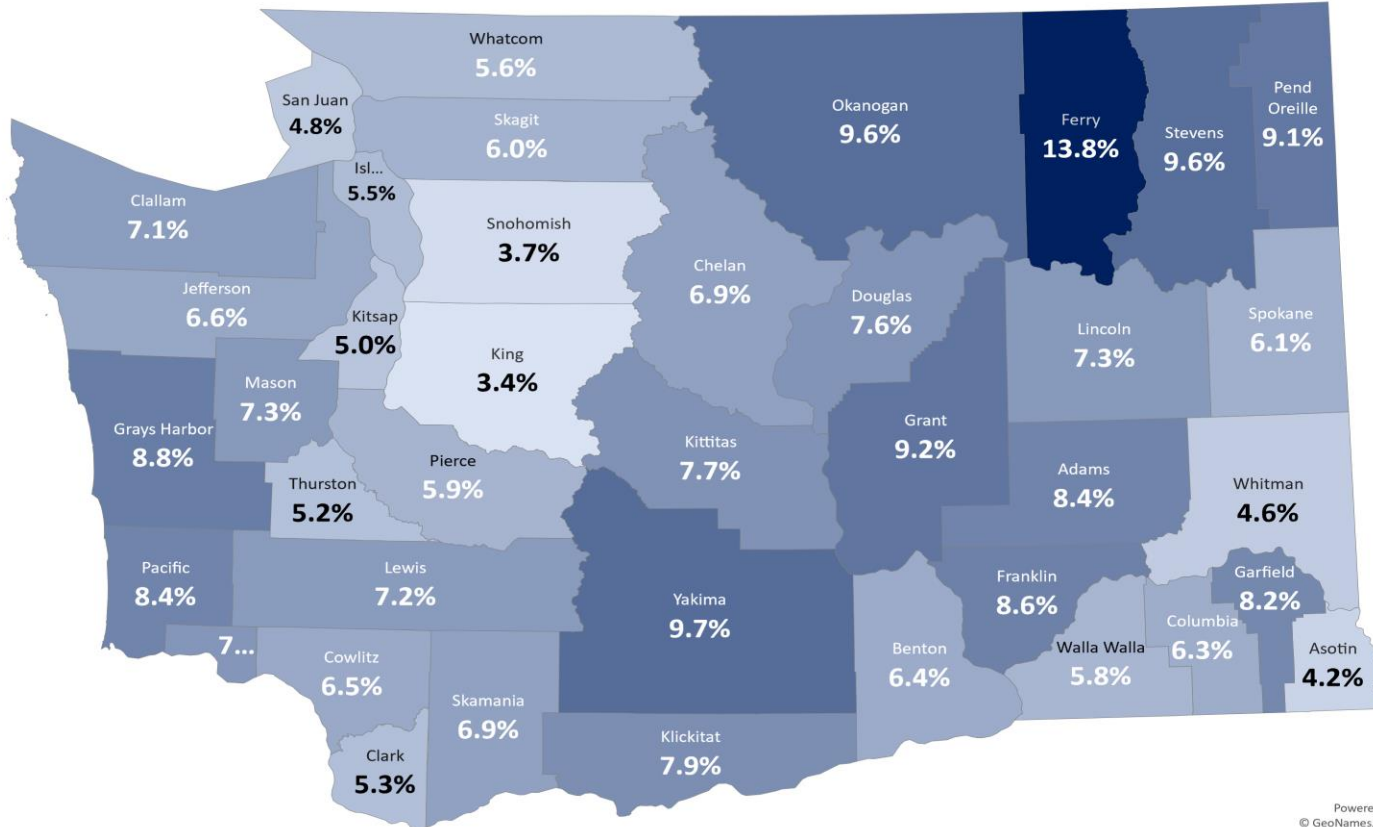 Whatcom
5.6%
San Juan
4.8%
Skagit
6.0%
Isl...
5.5%
Okanogan
9.6%
Ferry
13.8%
Stevens
9.6%
Pend
Oreille
9.1%
Clallam
7.1%
Snohomish
3.7%
Chelan
6.9%
Jefferson
6.6%
Kitsap
5.0%
Douglas
7.6%
Lincoln
7.3%
Spokane
6.1%
King
3.4%
Mason
7.3%
Grays Harbor
8.8%
Grant
9.2%
Kittitas
7.7%
Pierce
5.9%
Thurston
5.2%
Adams
8.4%
Whitman
4.6%
Pacific
8.4%
Lewis
7.2%
Yakima
9.7%
Franklin
8.6%
Garfield
8.2%
7...
Cowlitz
6.5%
Skamania
6.9%
Benton
6.4%
Walla Walla
5.8%
Columbia
6.3%
Asotin
4.2%
Klickitat
7.9%
Clark
5.3%
Powere
© GeoNames,